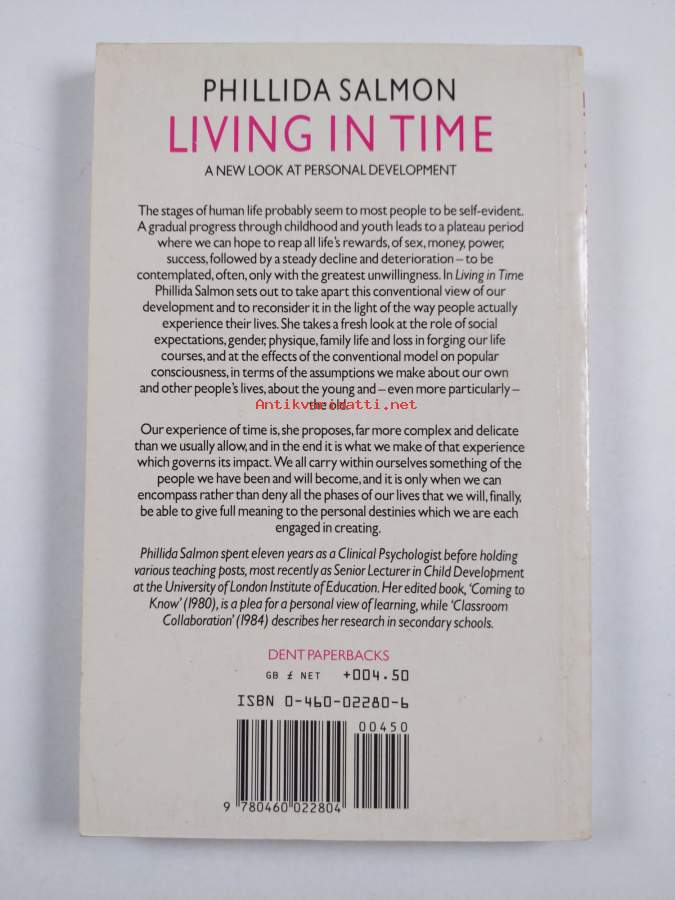 PHILLIDA SALMON
LIVING IN TIME
A NEW LOOK AT PERSONAL DEVELOPMENT
The stages of human life probably seem to most people to be self-evident.
A gradual progress through childhood and youth leads to a plateau period
where we can hope to reap all life's rewards, of sex, money, power,
success, followed by a steady decline and deterioration – to be
contemplated, often, only with the greatest unwillingness. In Living in Time
Phillida Salmon sets out to take apart this conventional view of our
development and to reconsider it in the light of the way people actually
experience their lives. She takes a fresh look at the role of social
expectations, gender, physique, family life and loss in forging our life
courses, and at the effects of the conventional model on popular
consciousness, in terms of the assumptions we make about our own
and other people's lives, about the young and – even more particularly –
the old.
Antikvariaatti.net
Our experience of time is, she proposes, far more complex and delicate
than we usually allow, and in the end it is what we make of that experience
which governs its impact. We all carry within ourselves something of the
people we have been and will become, and it is only when we can
encompass rather than deny all the phases of our lives that we will, finally,
be able to give full meaning to the personal destinies which we are each
engaged in creating.
Phillida Salmon spent eleven years as a Clinical Psychologist before holding
various teaching posts, most recently as Senior Lecturer in Child Development
at the University of London Institute of Education. Her edited book, 'Coming to
Know' (1980), is a plea for a personal view of learning, while 'Classroom
Collaboration' (1984) describes her research in secondary schools.
DENT PAPERBACKS
GB £ NET +004.50
ISBN 0-460-02280-6
00450
9 780460 022804